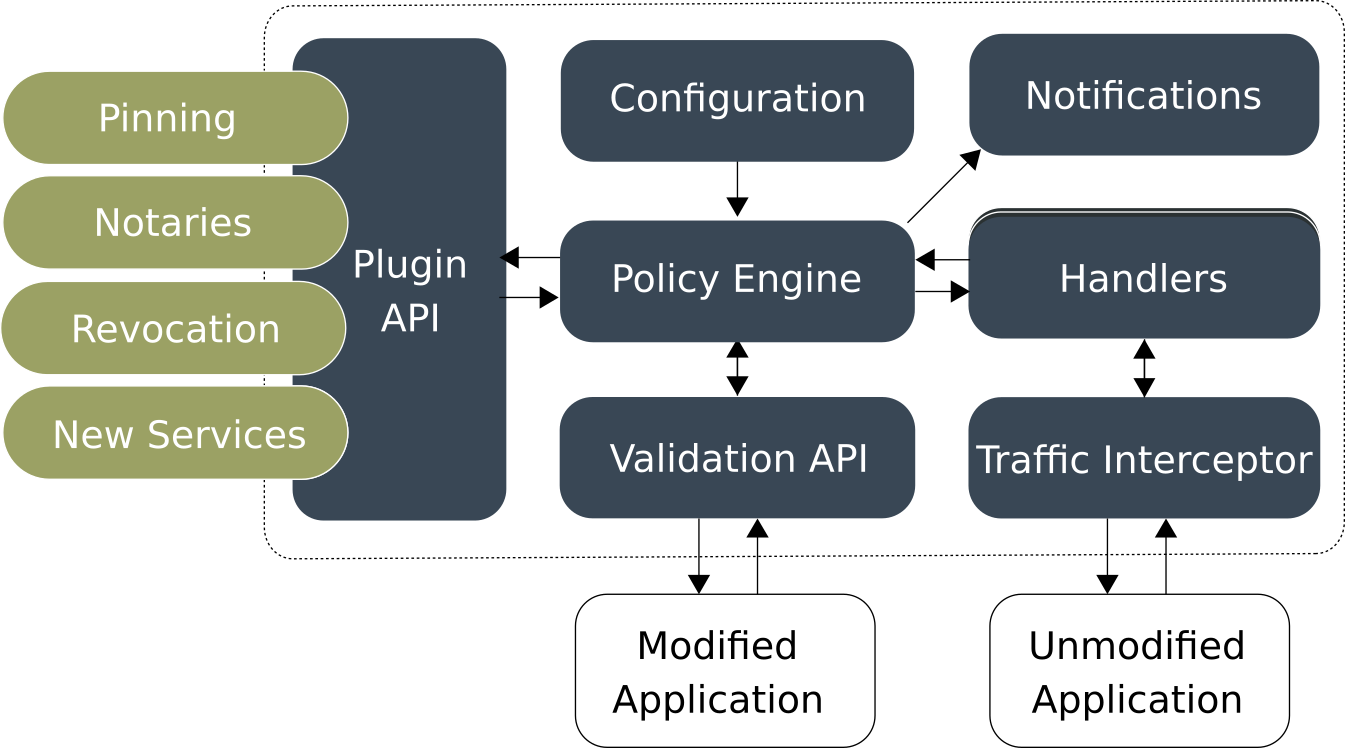 Pinning
Notaries
Revocation
New Services
Plugin
API
Configuration
Notifications
Policy Engine
Handlers
Validation API
Traffic Interceptor
Modified
Application
Unmodified
Application